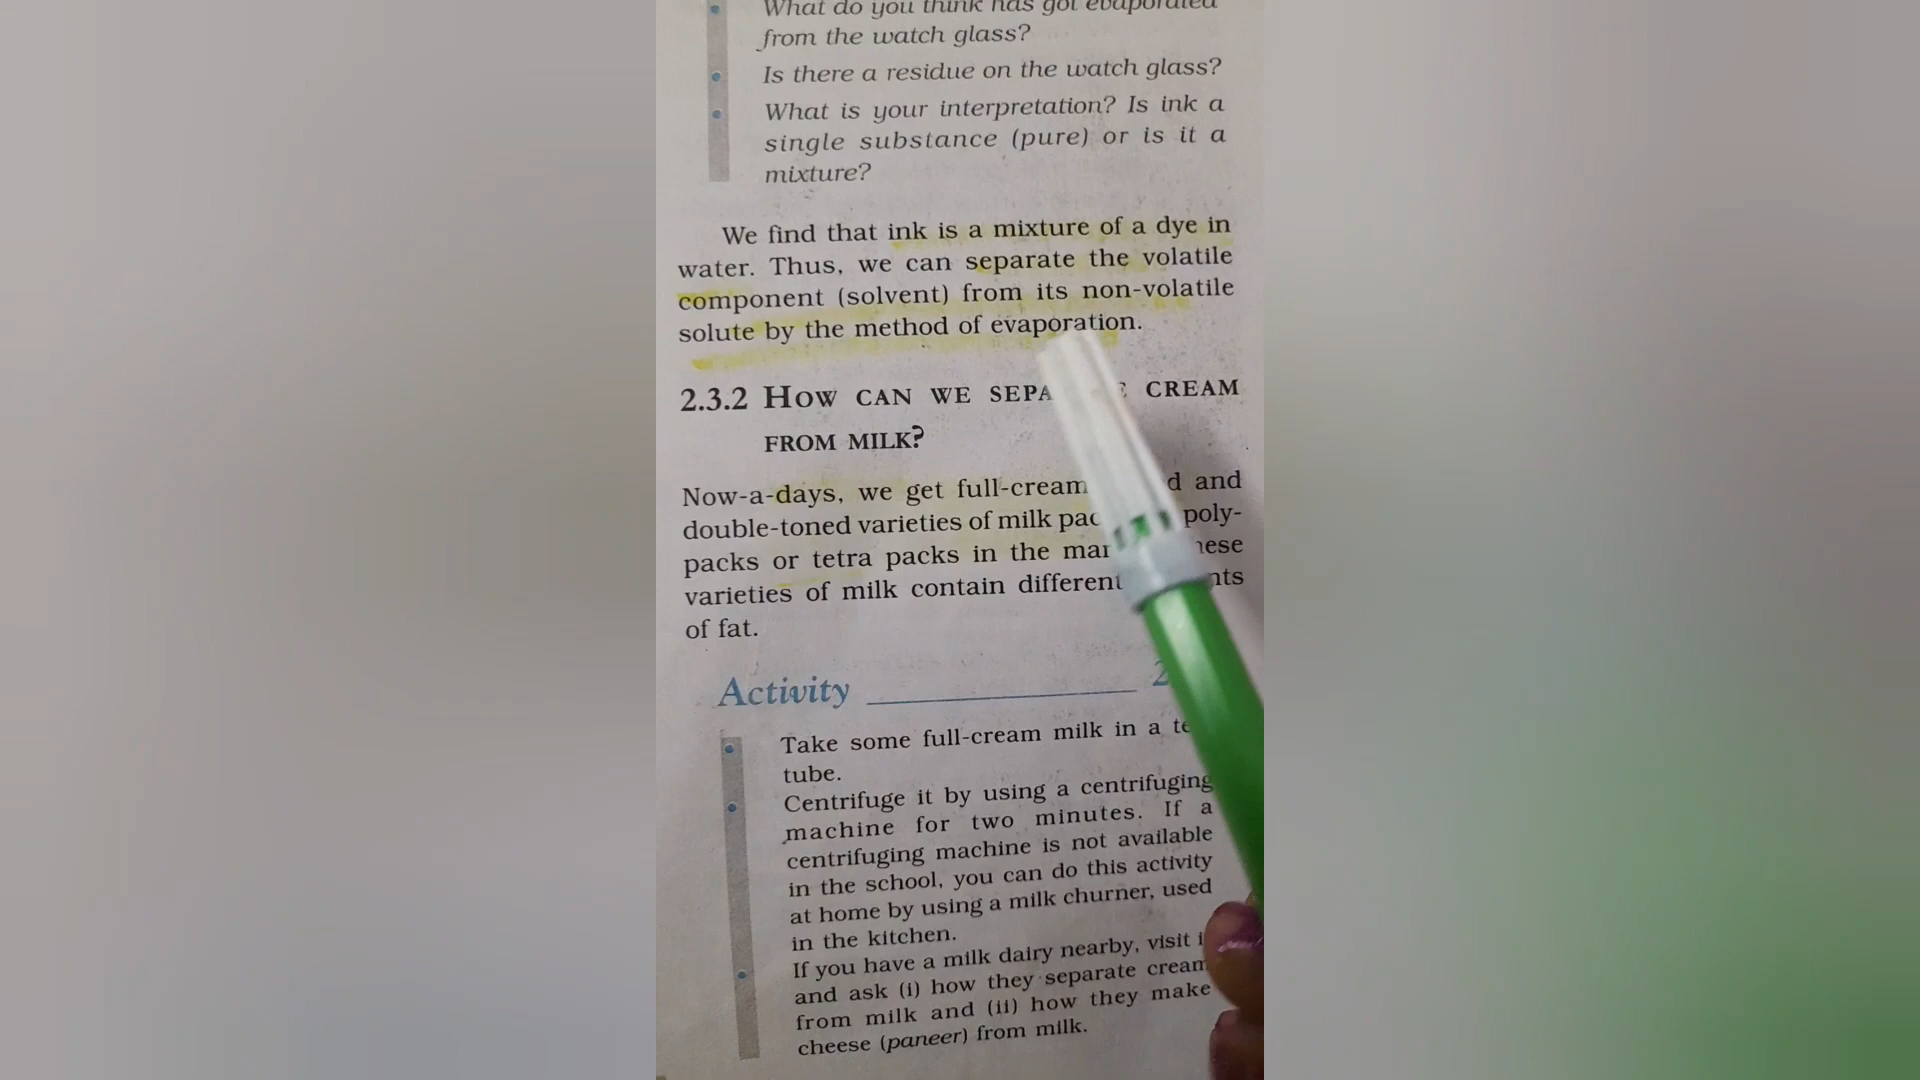 What do you think has got evaporated
from the watch glass?
Is there a residue on the watch glass?
What is your interpretation? Is ink a
single substance (pure) or is it a
mixture?
We find that ink is a mixture of a dye in
water. Thus, we can separate the volatile
component (solvent) from its non-volatile
solute by the method of evaporation.
2.3.2 HOW CAN WE CREAM
FROM MILK?
Now-a-days, we get full-cream and
double-toned varieties of milk poly-
packs or tetra packs in the
varieties of milk contain different
of fat.
Activity
Take some full-cream milk in a
tube.
Centrifuge it by using a centrifuging
machine for two minutes. If a
centrifuging machine is not available
in the school, you can do this activity
at home by using a milk churner, used
in the kitchen.
If you have a milk dairy nearby, visit
and ask (i) how they separate cream
from milk and (ii) how they make
cheese (paneer) from milk.